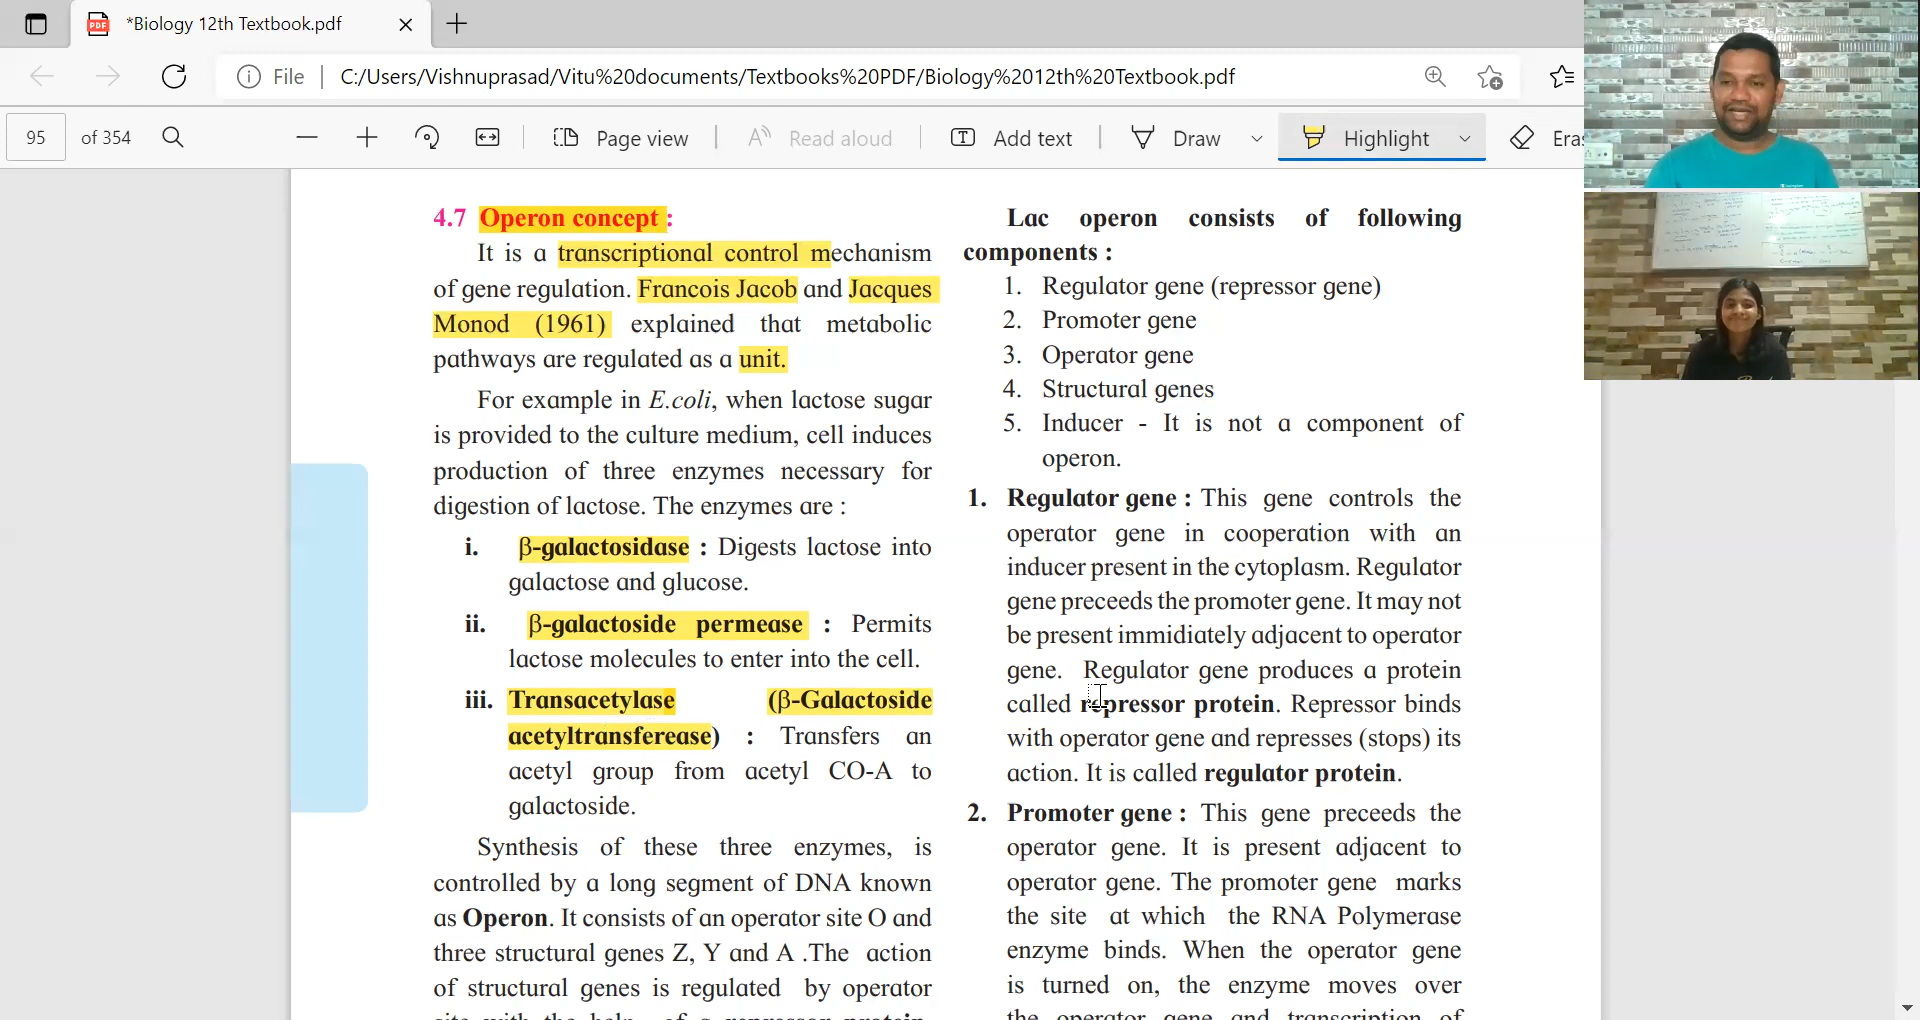 *Biology 12th Textbook.pdf
File
C:/Users/Vishnuprasad/Vitu%20documents/Textbooks%20PDF/Biology%2012th%20Textbook.pdf
95 of 354
Page view
Read aloud
Add text
Draw
Highlight
4.7 Operon concept :
It is a transcriptional control mechanism
of gene regulation. Francois Jacob and Jacques
Monod (1961) explained that metabolic
pathways are regulated as a unit.
For example in E.coli, when lactose sugar
is provided to the culture medium, cell induces
production of three enzymes necessary for
digestion of lactose. The enzymes are :
i. β-galactosidase : Digests lactose into
galactose and glucose.
ii. β-galactoside permease : Permits
lactose molecules to enter into the cell.
iii. Transacetylase (β-Galactoside
acetyltransferease) : Transfers an
acetyl group from acetyl CO-A to
galactoside.
Synthesis of these three enzymes, is
controlled by a long segment of DNA known
as Operon. It consists of an operator site O and
three structural genes Z, Y and A .The action
of structural genes is regulated by operator
site with the help of a repressor protein.
Lac operon consists of following
components :
1. Regulator gene (repressor gene)
2. Promoter gene
3. Operator gene
4. Structural genes
5. Inducer - It is not a component of
operon.
1. Regulator gene : This gene controls the
operator gene in cooperation with an
inducer present in the cytoplasm. Regulator
gene preceeds the promoter gene. It may not
be present immidiately adjacent to operator
gene. Regulator gene produces a protein
called repressor protein. Repressor binds
with operator gene and represses (stops) its
action. It is called regulator protein.
2. Promoter gene : This gene preceeds the
operator gene. It is present adjacent to
operator gene. The promoter gene marks
the site at which the RNA Polymerase
enzyme binds. When the operator gene
is turned on, the enzyme moves over
the operator gene and transcription of